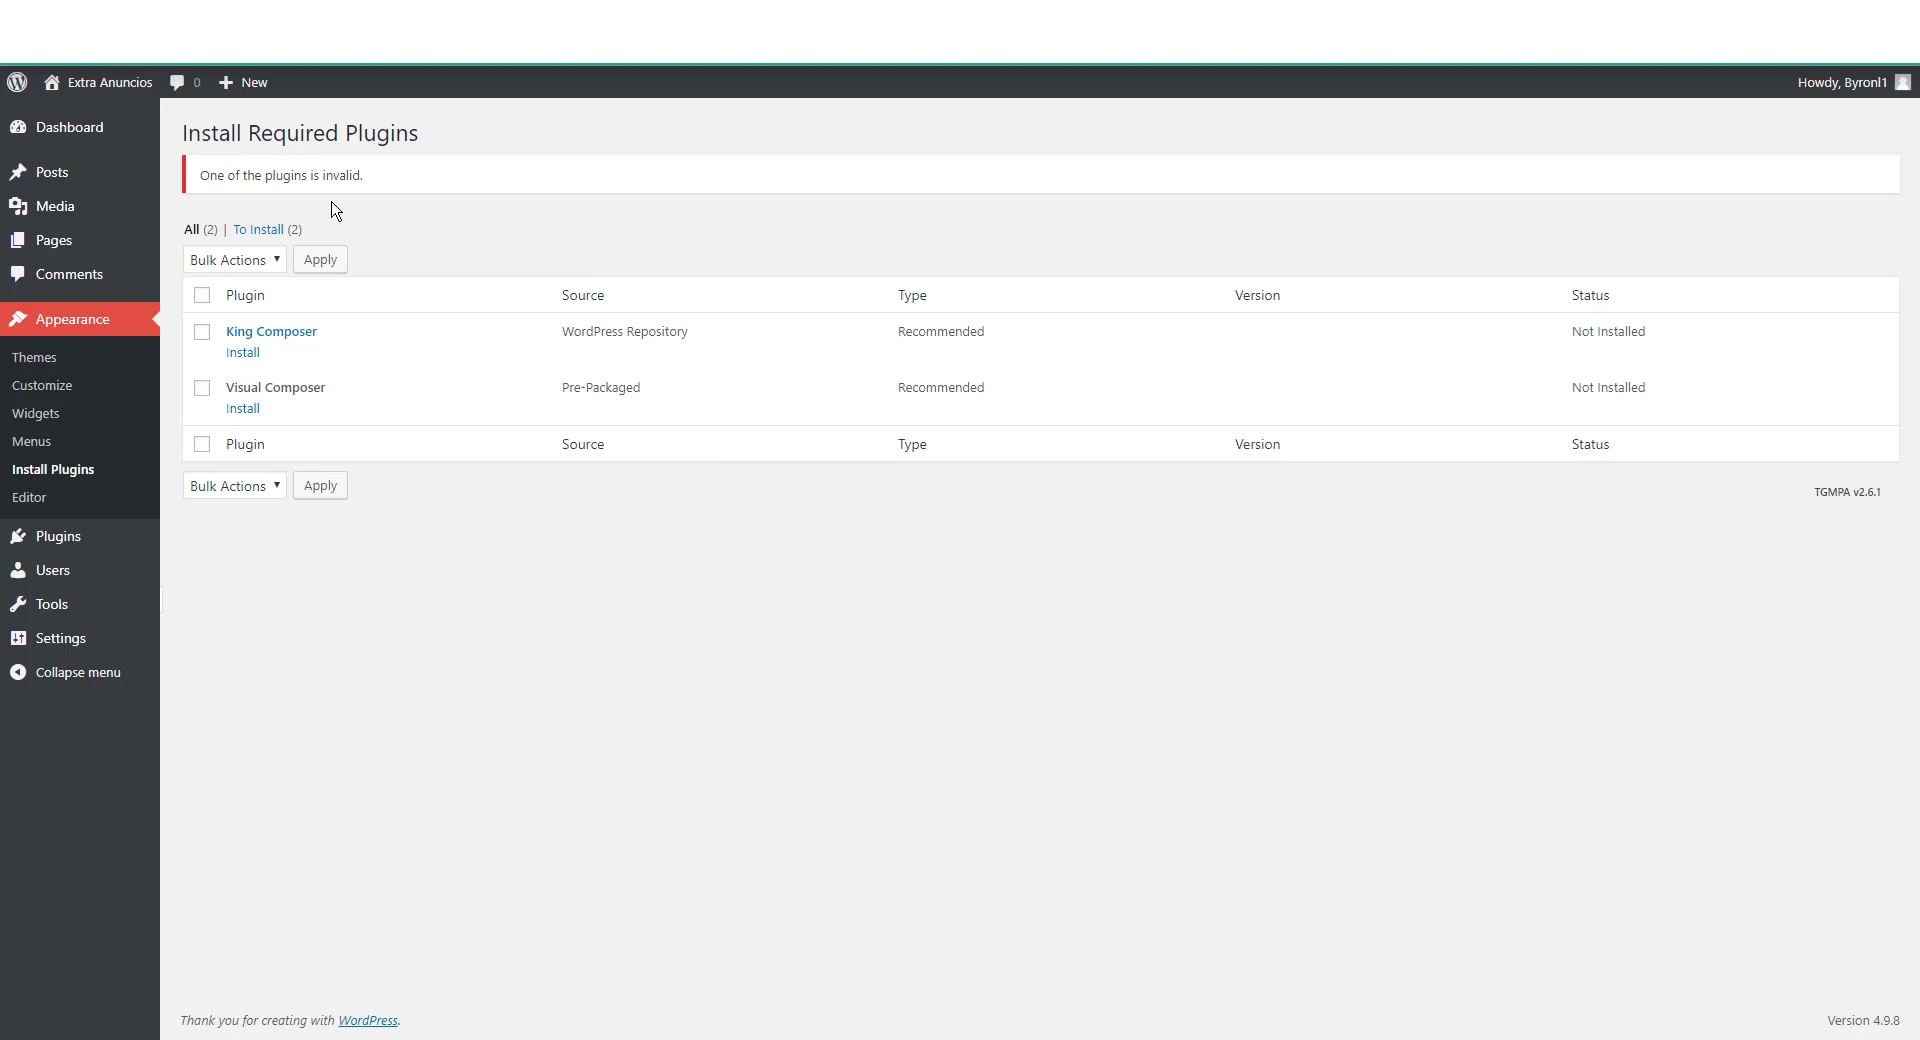 Extra Anuncios 0 New Howdy, Byronl1
Dashboard
Posts
Media
Pages
Comments
Appearance
Themes
Customize
Widgets
Menus
Install Plugins
Editor
Plugins
Users
Tools
Settings
Collapse menu
Install Required Plugins
One of the plugins is invalid.
All (2) | To Install (2)
Bulk Actions Apply
Plugin Source Type Version Status
King Composer WordPress Repository Recommended Not Installed
Install
Visual Composer Pre-Packaged Recommended Not Installed
Install
Plugin Source Type Version Status
Bulk Actions Apply
TGMPA v2.6.1
Thank you for creating with WordPress. Version 4.9.8